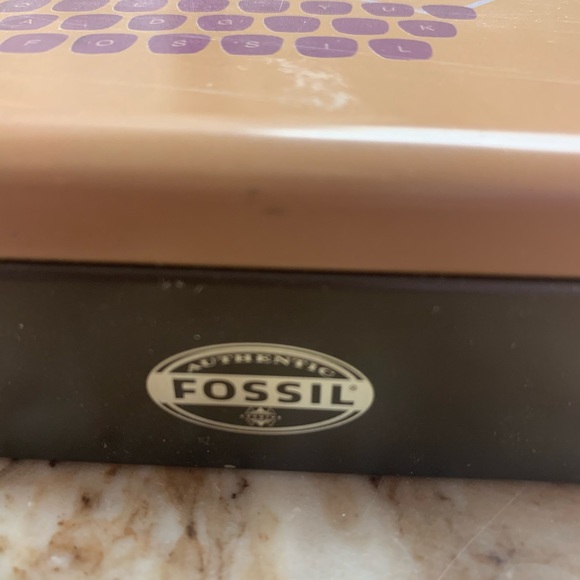 Y U
A D G K
F O S S I L
AUTHENTIC
FOSSIL®